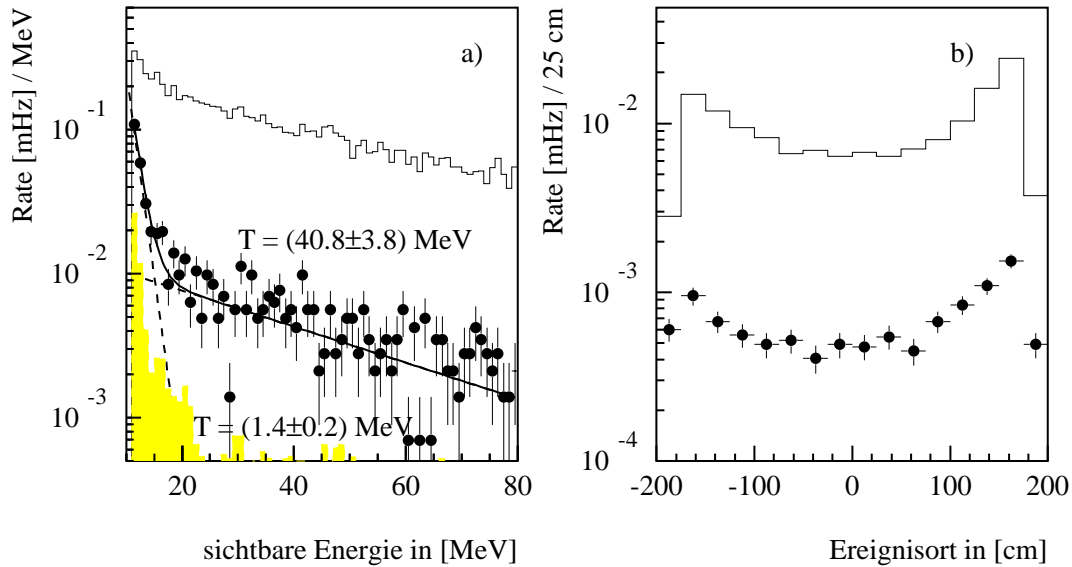 Rate [mHz] / MeV
a)
10 -1
10 -2
10 -3
T = (40.8±3.8) MeV
T = (1.4±0.2) MeV
20 40 60 80
sichtbare Energie in [MeV]
Rate [mHz] / 25 cm
b)
10 -2
10 -3
10 -4
-200 -100 0 100 200
Ereignisort in [cm]